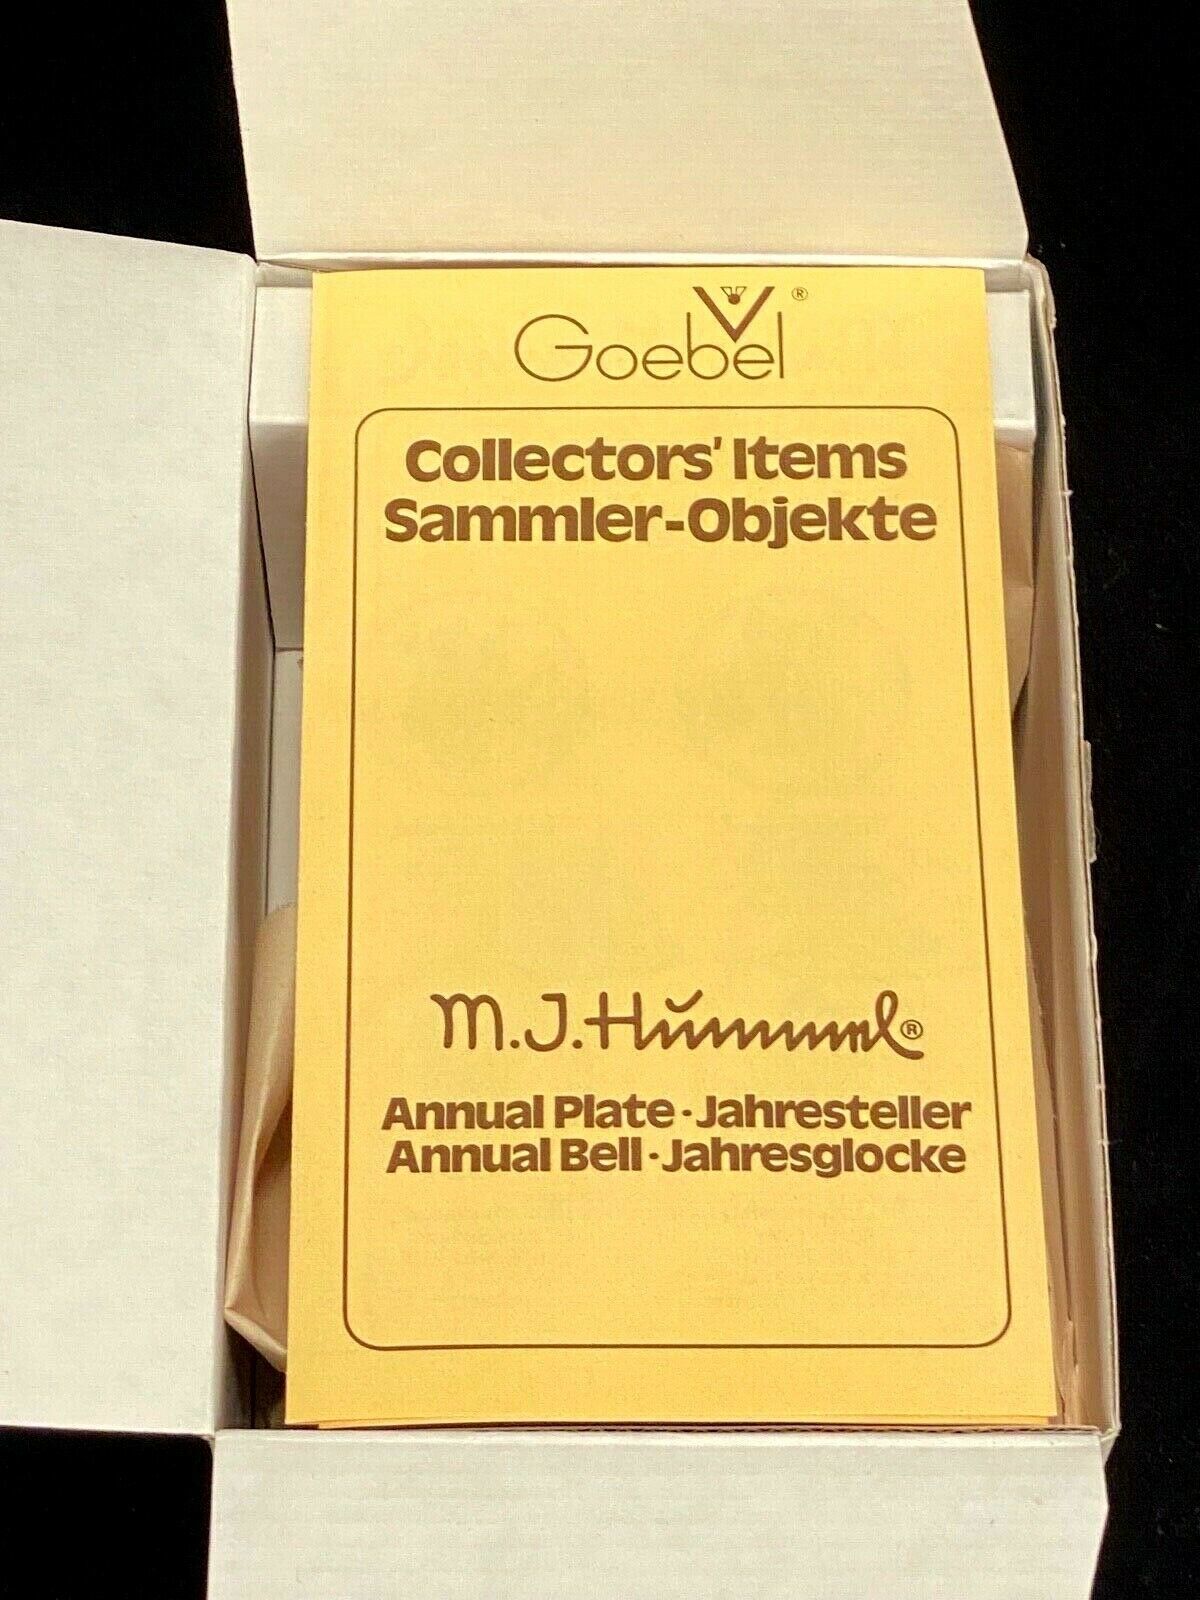 Goebel ®
Collectors' Items
Sammler-Objekte
M.J.Hummel ®
Annual Plate · Jahresteller
Annual Bell · Jahresglocke